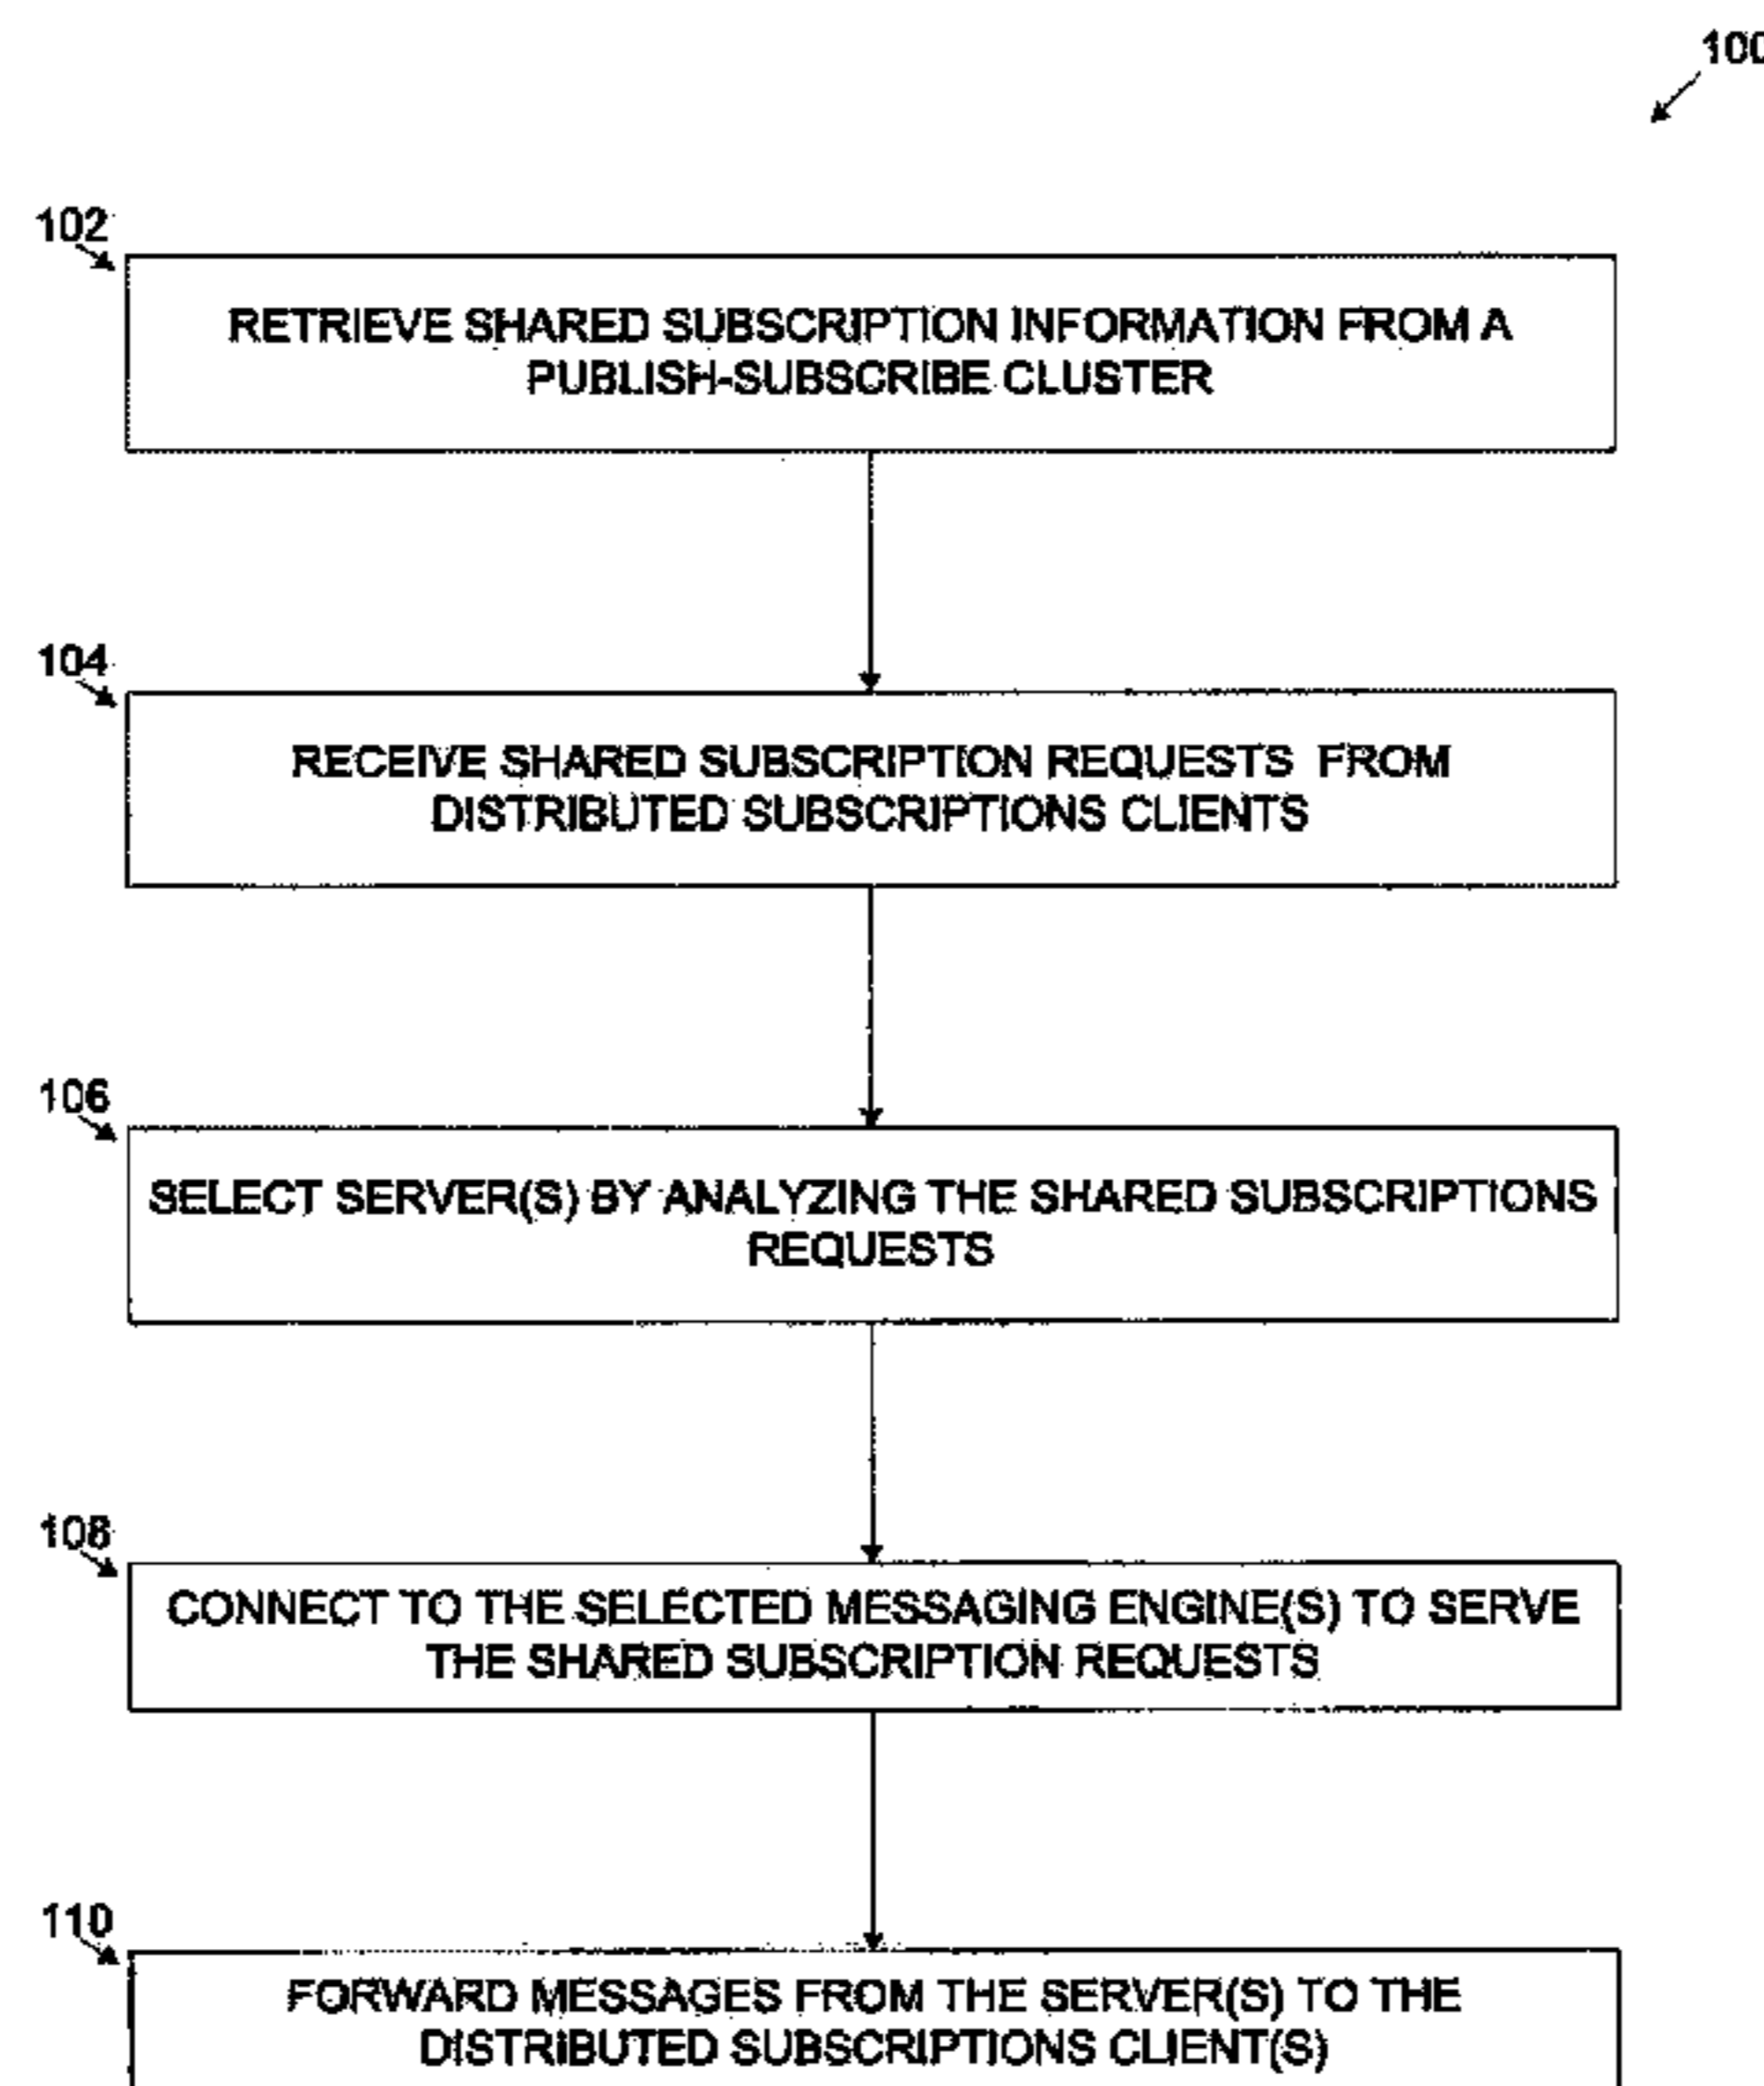 100
102
RETRIEVE SHARED SUBSCRIPTION INFORMATION FROM A
PUBLISH-SUBSCRIBE CLUSTER
104
RECEIVE SHARED SUBSCRIPTION REQUESTS FROM
DISTRIBUTED SUBSCRIPTIONS CLIENTS
106
SELECT SERVER(S) BY ANALYZING THE SHARED SUBSCRIPTIONS
REQUESTS
108
CONNECT TO THE SELECTED MESSAGING ENGINE(S) TO SERVE
THE SHARED SUBSCRIPTION REQUESTS
110
FORWARD MESSAGES FROM THE SERVER(S) TO THE
DISTRIBUTED SUBSCRIPTIONS CLIENT(S)